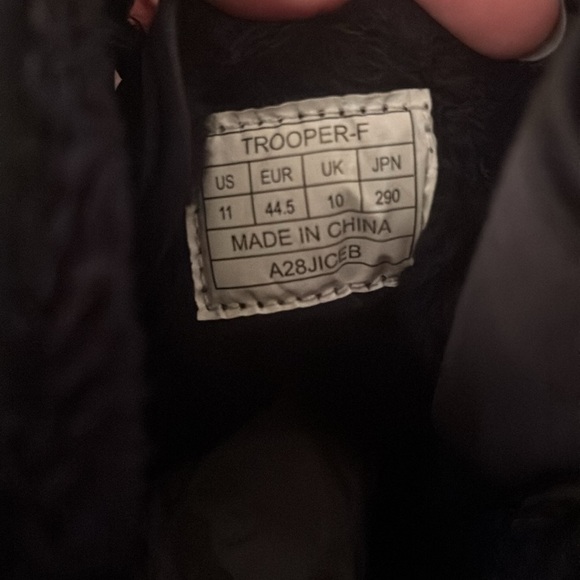 TROOPER-F
US EUR UK JPN
11 44.5 10 290
MADE IN CHINA
A28JICEB